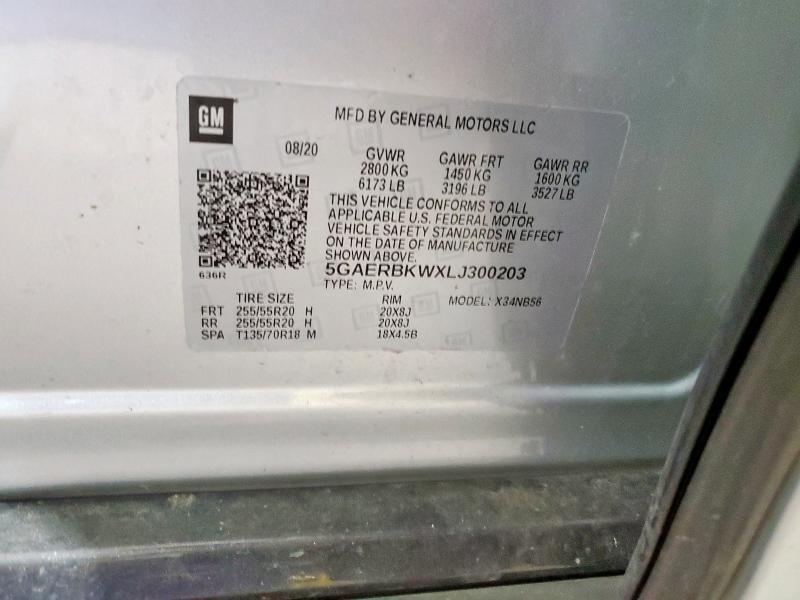 GM
MFD BY GENERAL MOTORS LLC
08/20
GVWR GAWR FRT GAWR RR
2800 KG 1450 KG 1600 KG
6173 LB 3196 LB 3527 LB
THIS VEHICLE CONFORMS TO ALL
APPLICABLE U.S. FEDERAL MOTOR
VEHICLE SAFETY STANDARDS IN EFFECT
ON THE DATE OF MANUFACTURE
SHOWN ABOVE.
636R
5GAERBKWXLJ300203
TYPE: M.P.V.
TIRE SIZE RIM MODEL: X34NB56
FRT 255/55R20 H 20X8J
RR 255/55R20 H 20X8J
SPA T135/70R18 M 18X4.5B